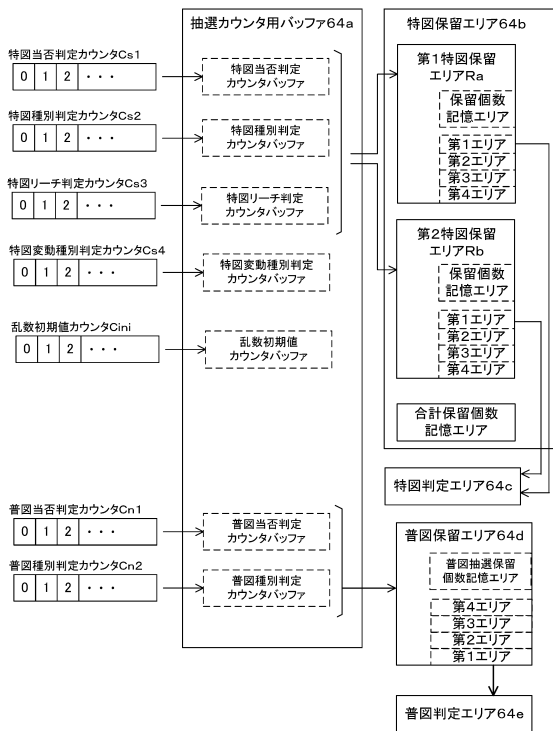 抽選カウンタ用バッファ64a
特図当否判定カウンタCs1
0 1 2 ・・・
特図当否判定
カウンタバッファ
特図種別判定カウンタCs2
0 1 2 ・・・
特図種別判定
カウンタバッファ
特図リーチ判定カウンタCs3
0 1 2 ・・・
特図リーチ判定
カウンタバッファ
特図変動種別判定カウンタCs4
0 1 2 ・・・
特図変動種別判定
カウンタバッファ
乱数初期値カウンタCini
0 1 2 ・・・
乱数初期値
カウンタバッファ
普図当否判定カウンタCn1
0 1 2 ・・・
普図当否判定
カウンタバッファ
普図種別判定カウンタCn2
0 1 2 ・・・
普図種別判定
カウンタバッファ
特図保留エリア64b
第1特図保留
エリアRa
保留個数
記憶エリア
第1エリア
第2エリア
第3エリア
第4エリア
第2特図保留
エリアRb
保留個数
記憶エリア
第1エリア
第2エリア
第3エリア
第4エリア
合計保留個数
記憶エリア
特図判定エリア64c
普図保留エリア64d
普図抽選保留
個数記憶エリア
第4エリア
第3エリア
第2エリア
第1エリア
普図判定エリア64e